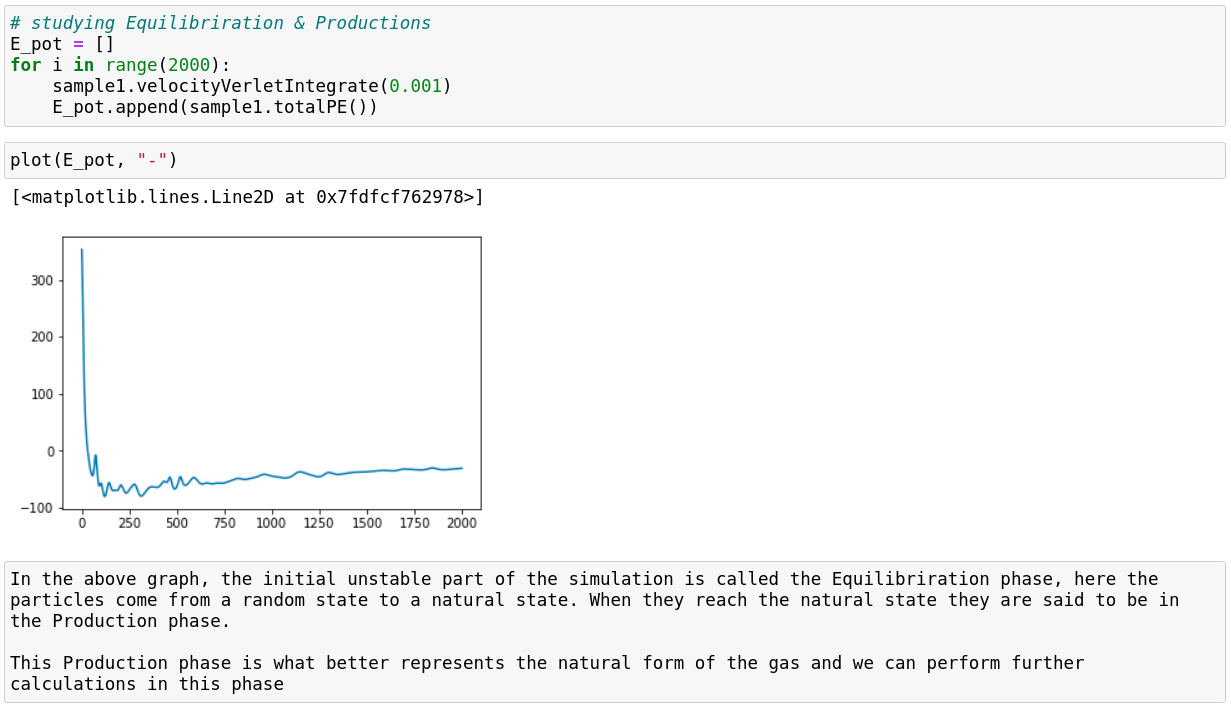 # studying Equilibriration & Productions
E_pot = []
for i in range(2000):
    sample1.velocityVerletIntegrate(0.001)
    E_pot.append(sample1.totalPE())
plot(E_pot, "-")
[<matplotlib.lines.Line2D at 0x7fdfcf762978>]
300
200
100
0
−100
0 250 500 750 1000 1250 1500 1750 2000
In the above graph, the initial unstable part of the simulation is called the Equilibriration phase, here the
particles come from a random state to a natural state. When they reach the natural state they are said to be in
the Production phase.
This Production phase is what better represents the natural form of the gas and we can perform further
calculations in this phase